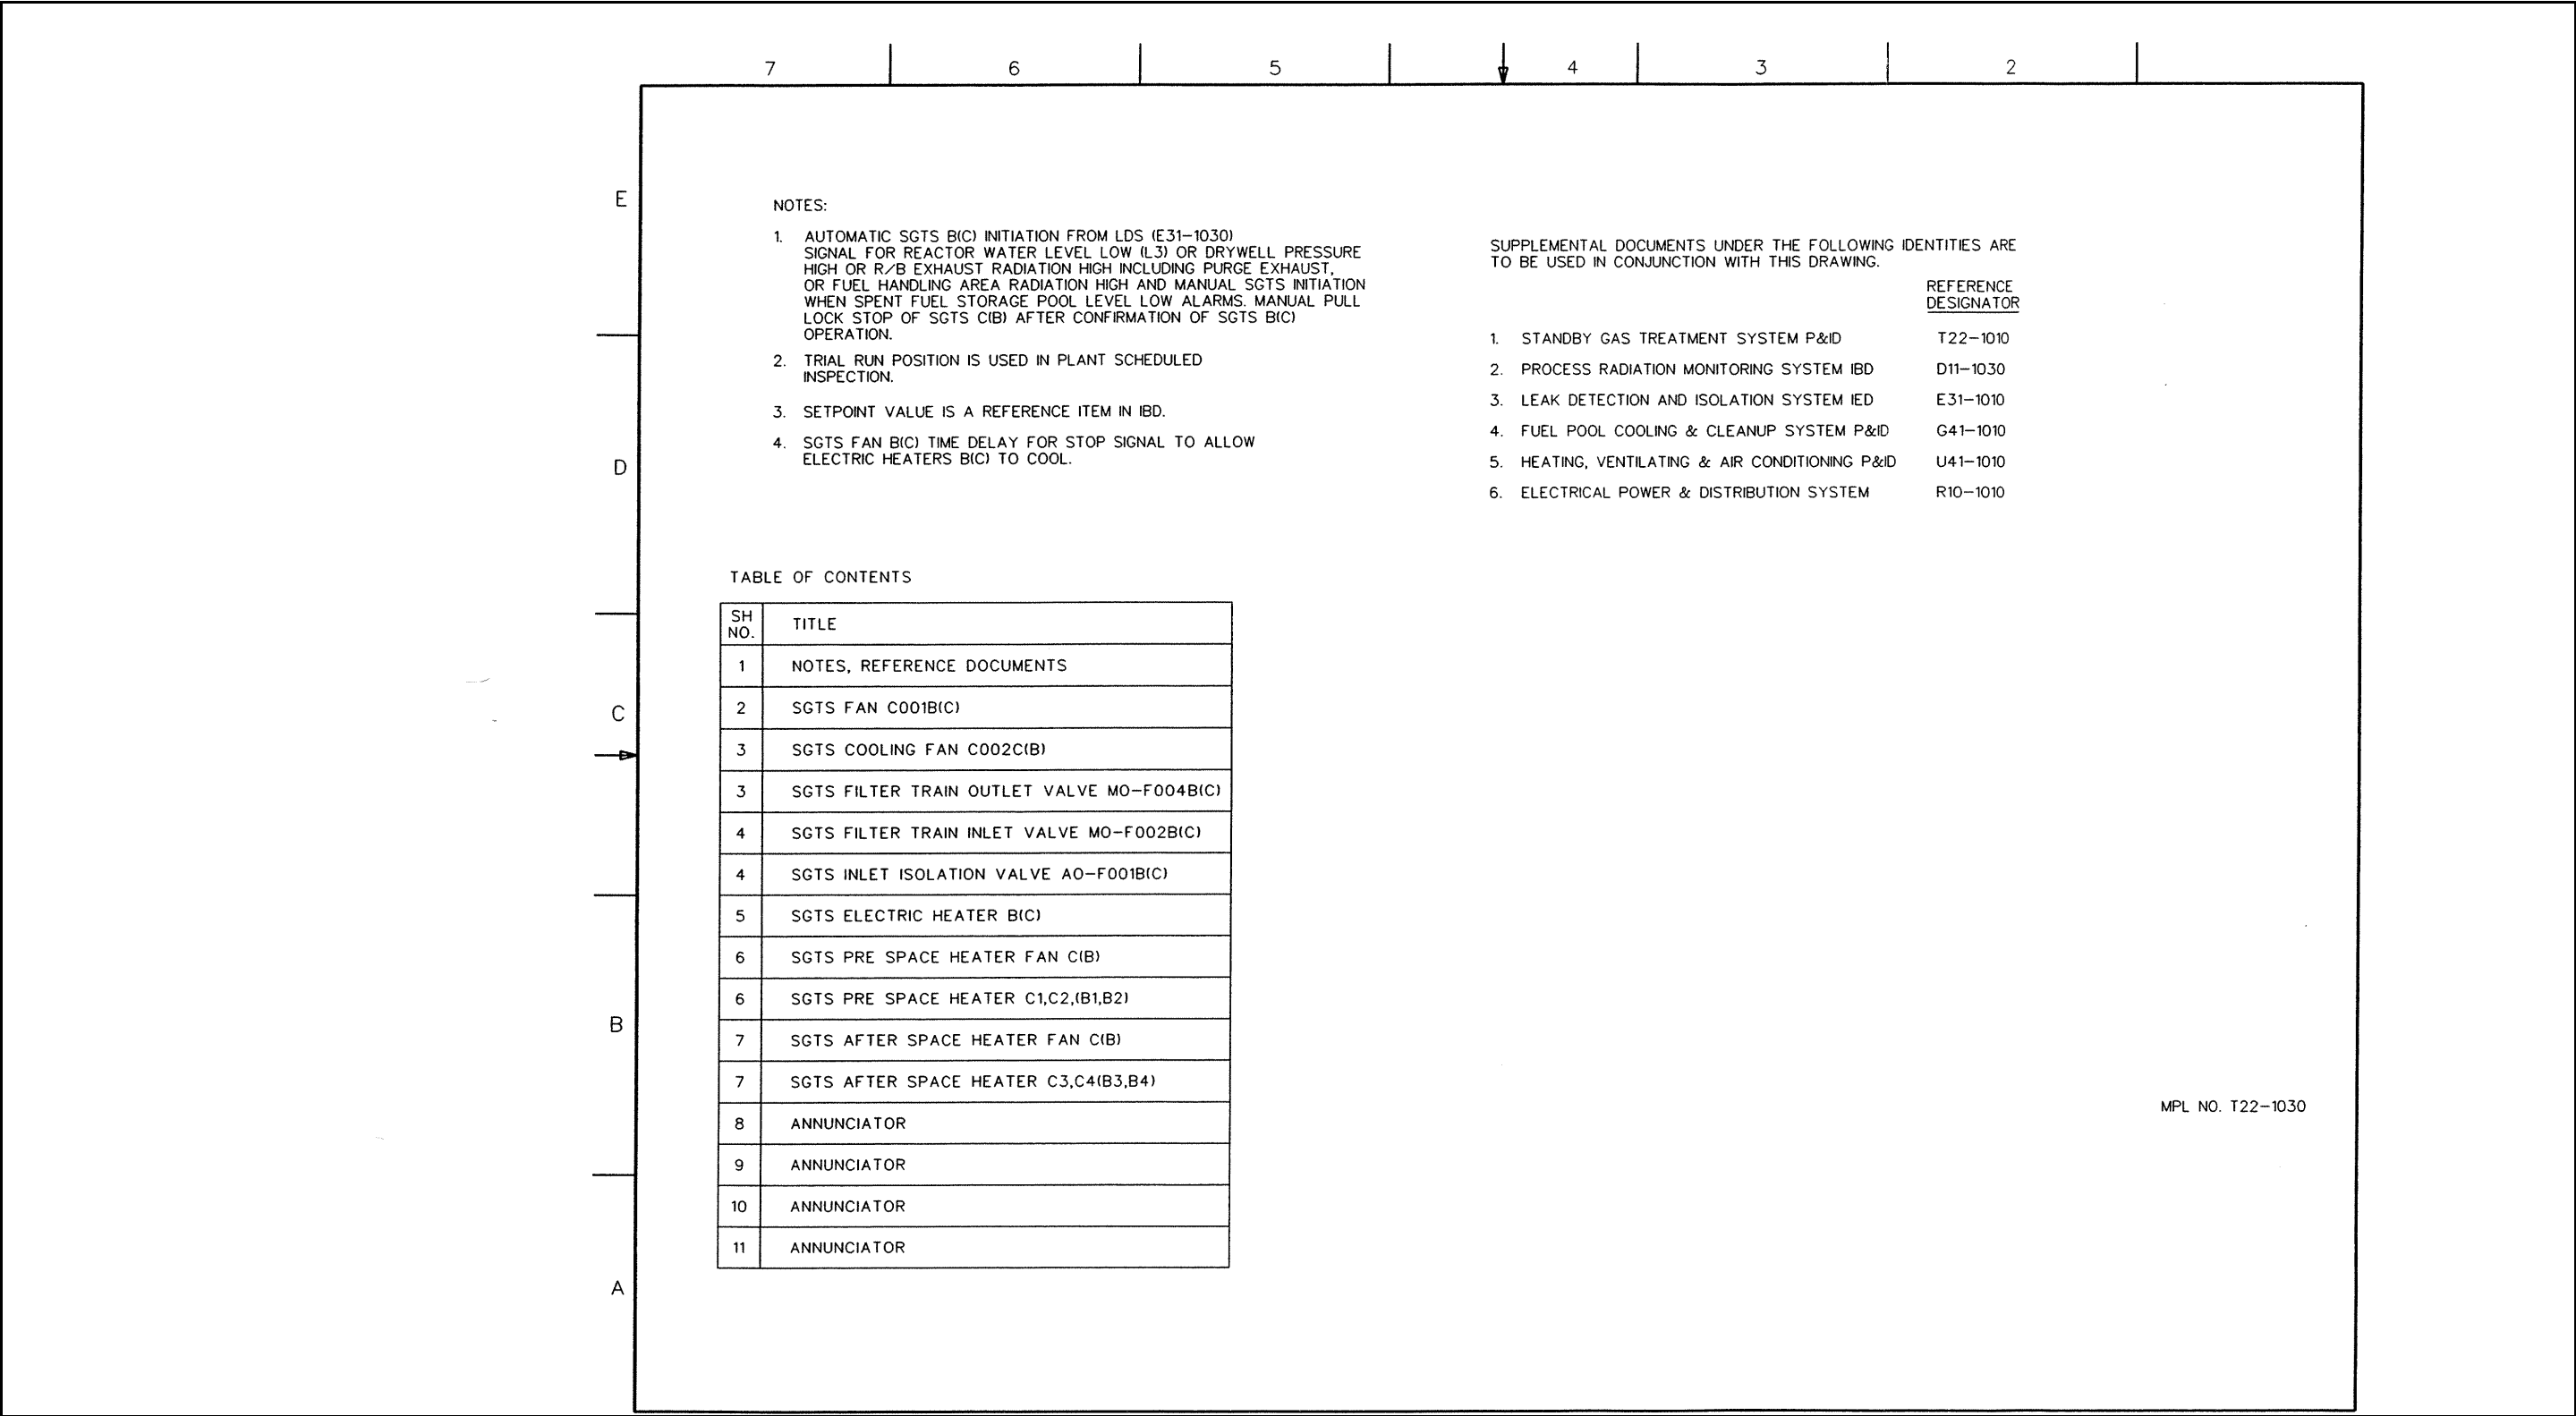 7 6 5 4 3 2
E
D
C
B
A
NOTES:
1. AUTOMATIC SGTS B(C) INITIATION FROM LDS (E31-1030)
SIGNAL FOR REACTOR WATER LEVEL LOW (L3) OR DRYWELL PRESSURE
HIGH OR R/B EXHAUST RADIATION HIGH INCLUDING PURGE EXHAUST,
OR FUEL HANDLING AREA RADIATION HIGH AND MANUAL SGTS INITIATION
WHEN SPENT FUEL STORAGE POOL LEVEL LOW ALARMS. MANUAL PULL
LOCK STOP OF SGTS C(B) AFTER CONFIRMATION OF SGTS B(C)
OPERATION.
2. TRIAL RUN POSITION IS USED IN PLANT SCHEDULED
INSPECTION.
3. SETPOINT VALUE IS A REFERENCE ITEM IN IBD.
4. SGTS FAN B(C) TIME DELAY FOR STOP SIGNAL TO ALLOW
ELECTRIC HEATERS B(C) TO COOL.
SUPPLEMENTAL DOCUMENTS UNDER THE FOLLOWING IDENTITIES ARE
TO BE USED IN CONJUNCTION WITH THIS DRAWING.
REFERENCE
DESIGNATOR
1. STANDBY GAS TREATMENT SYSTEM P&ID T22-1010
2. PROCESS RADIATION MONITORING SYSTEM IBD D11-1030
3. LEAK DETECTION AND ISOLATION SYSTEM IED E31-1010
4. FUEL POOL COOLING & CLEANUP SYSTEM P&ID G41-1010
5. HEATING, VENTILATING & AIR CONDITIONING P&ID U41-1010
6. ELECTRICAL POWER & DISTRIBUTION SYSTEM R10-1010
TABLE OF CONTENTS
SH
NO. TITLE
1 NOTES, REFERENCE DOCUMENTS
2 SGTS FAN C001B(C)
3 SGTS COOLING FAN C002C(B)
3 SGTS FILTER TRAIN OUTLET VALVE MO-F004B(C)
4 SGTS FILTER TRAIN INLET VALVE MO-F002B(C)
4 SGTS INLET ISOLATION VALVE AO-F001B(C)
5 SGTS ELECTRIC HEATER B(C)
6 SGTS PRE SPACE HEATER FAN C(B)
6 SGTS PRE SPACE HEATER C1,C2,(B1,B2)
7 SGTS AFTER SPACE HEATER FAN C(B)
7 SGTS AFTER SPACE HEATER C3,C4(B3,B4)
8 ANNUNCIATOR
9 ANNUNCIATOR
10 ANNUNCIATOR
11 ANNUNCIATOR
MPL NO. T22-1030